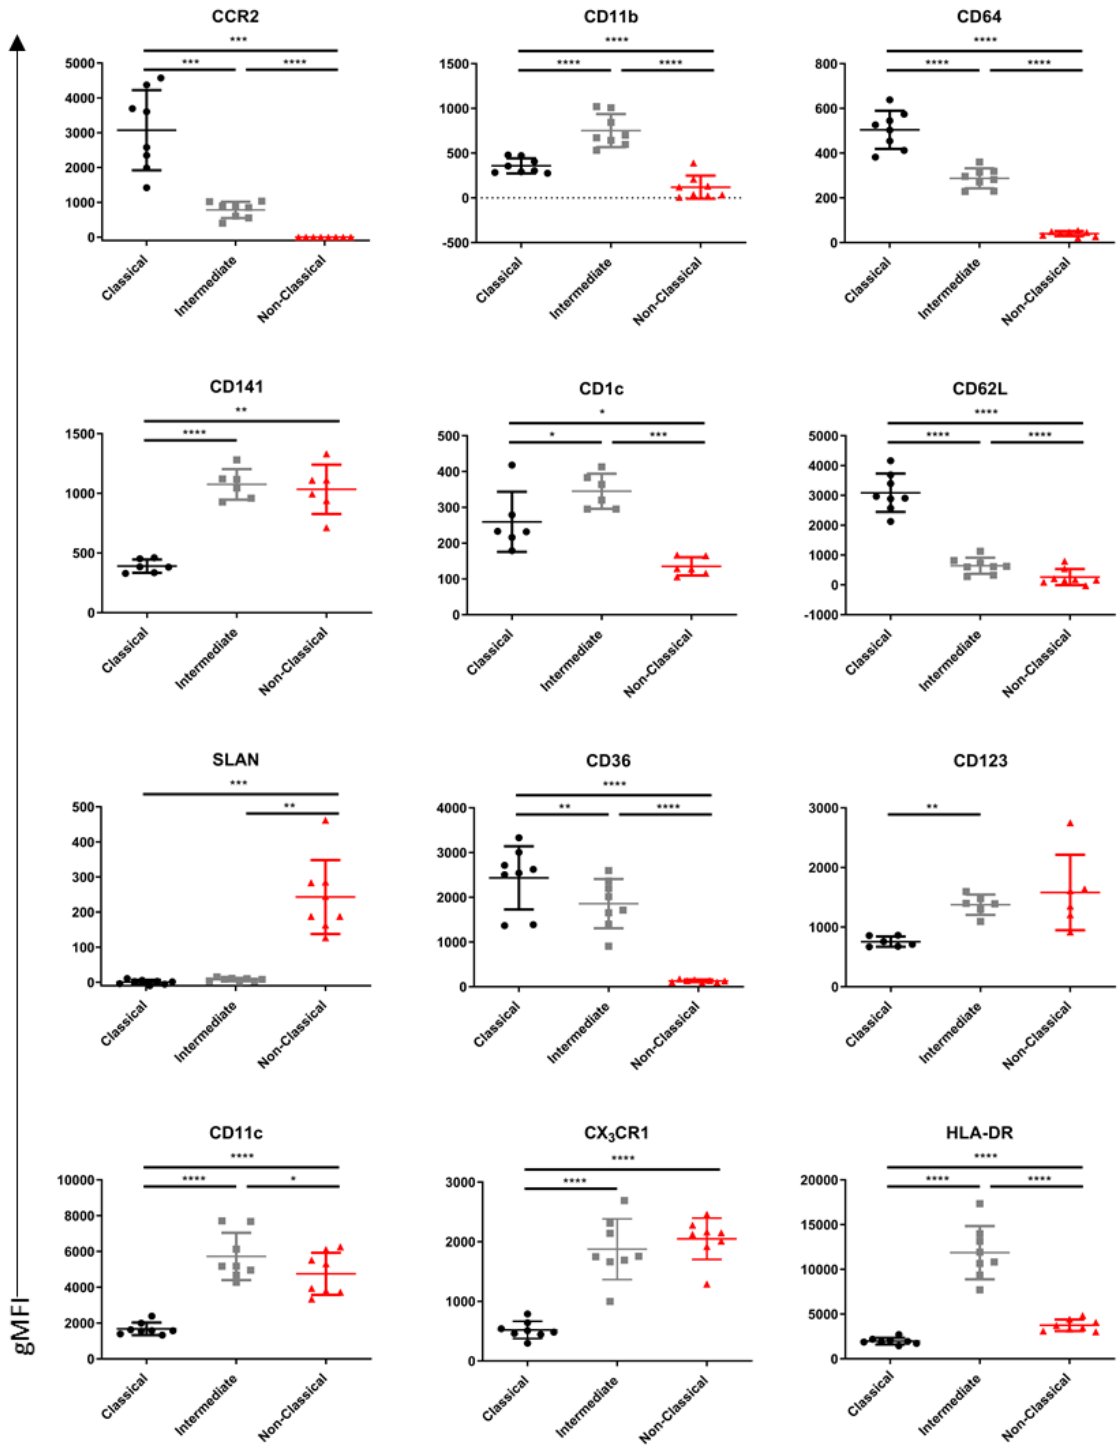 CCR2
***
*** ****
5000
4000
3000
2000
1000
0
Classical
Intermediate
Non-Classical
CD11b
****
**** ****
1500
1000
500
0
-500
Classical
Intermediate
Non-Classical
CD64
****
**** ****
800
600
400
200
0
Classical
Intermediate
Non-Classical
CD141
**
****
1500
1000
500
0
Classical
Intermediate
Non-Classical
CD1c
*
* ***
500
400
300
200
100
0
Classical
Intermediate
Non-Classical
CD62L
****
**** ****
5000
4000
3000
2000
1000
0
-1000
Classical
Intermediate
Non-Classical
SLAN
***
**
500
400
300
200
100
0
Classical
Intermediate
Non-Classical
CD36
****
** ****
4000
3000
2000
1000
0
Classical
Intermediate
Non-Classical
CD123
**
3000
2000
1000
0
Classical
Intermediate
Non-Classical
CD11c
****
**** *
10000
8000
6000
4000
2000
0
Classical
Intermediate
Non-Classical
CX₃CR1
****
****
3000
2000
1000
0
Classical
Intermediate
Non-Classical
HLA-DR
****
**** ****
20000
15000
10000
5000
0
Classical
Intermediate
Non-Classical
gMFI